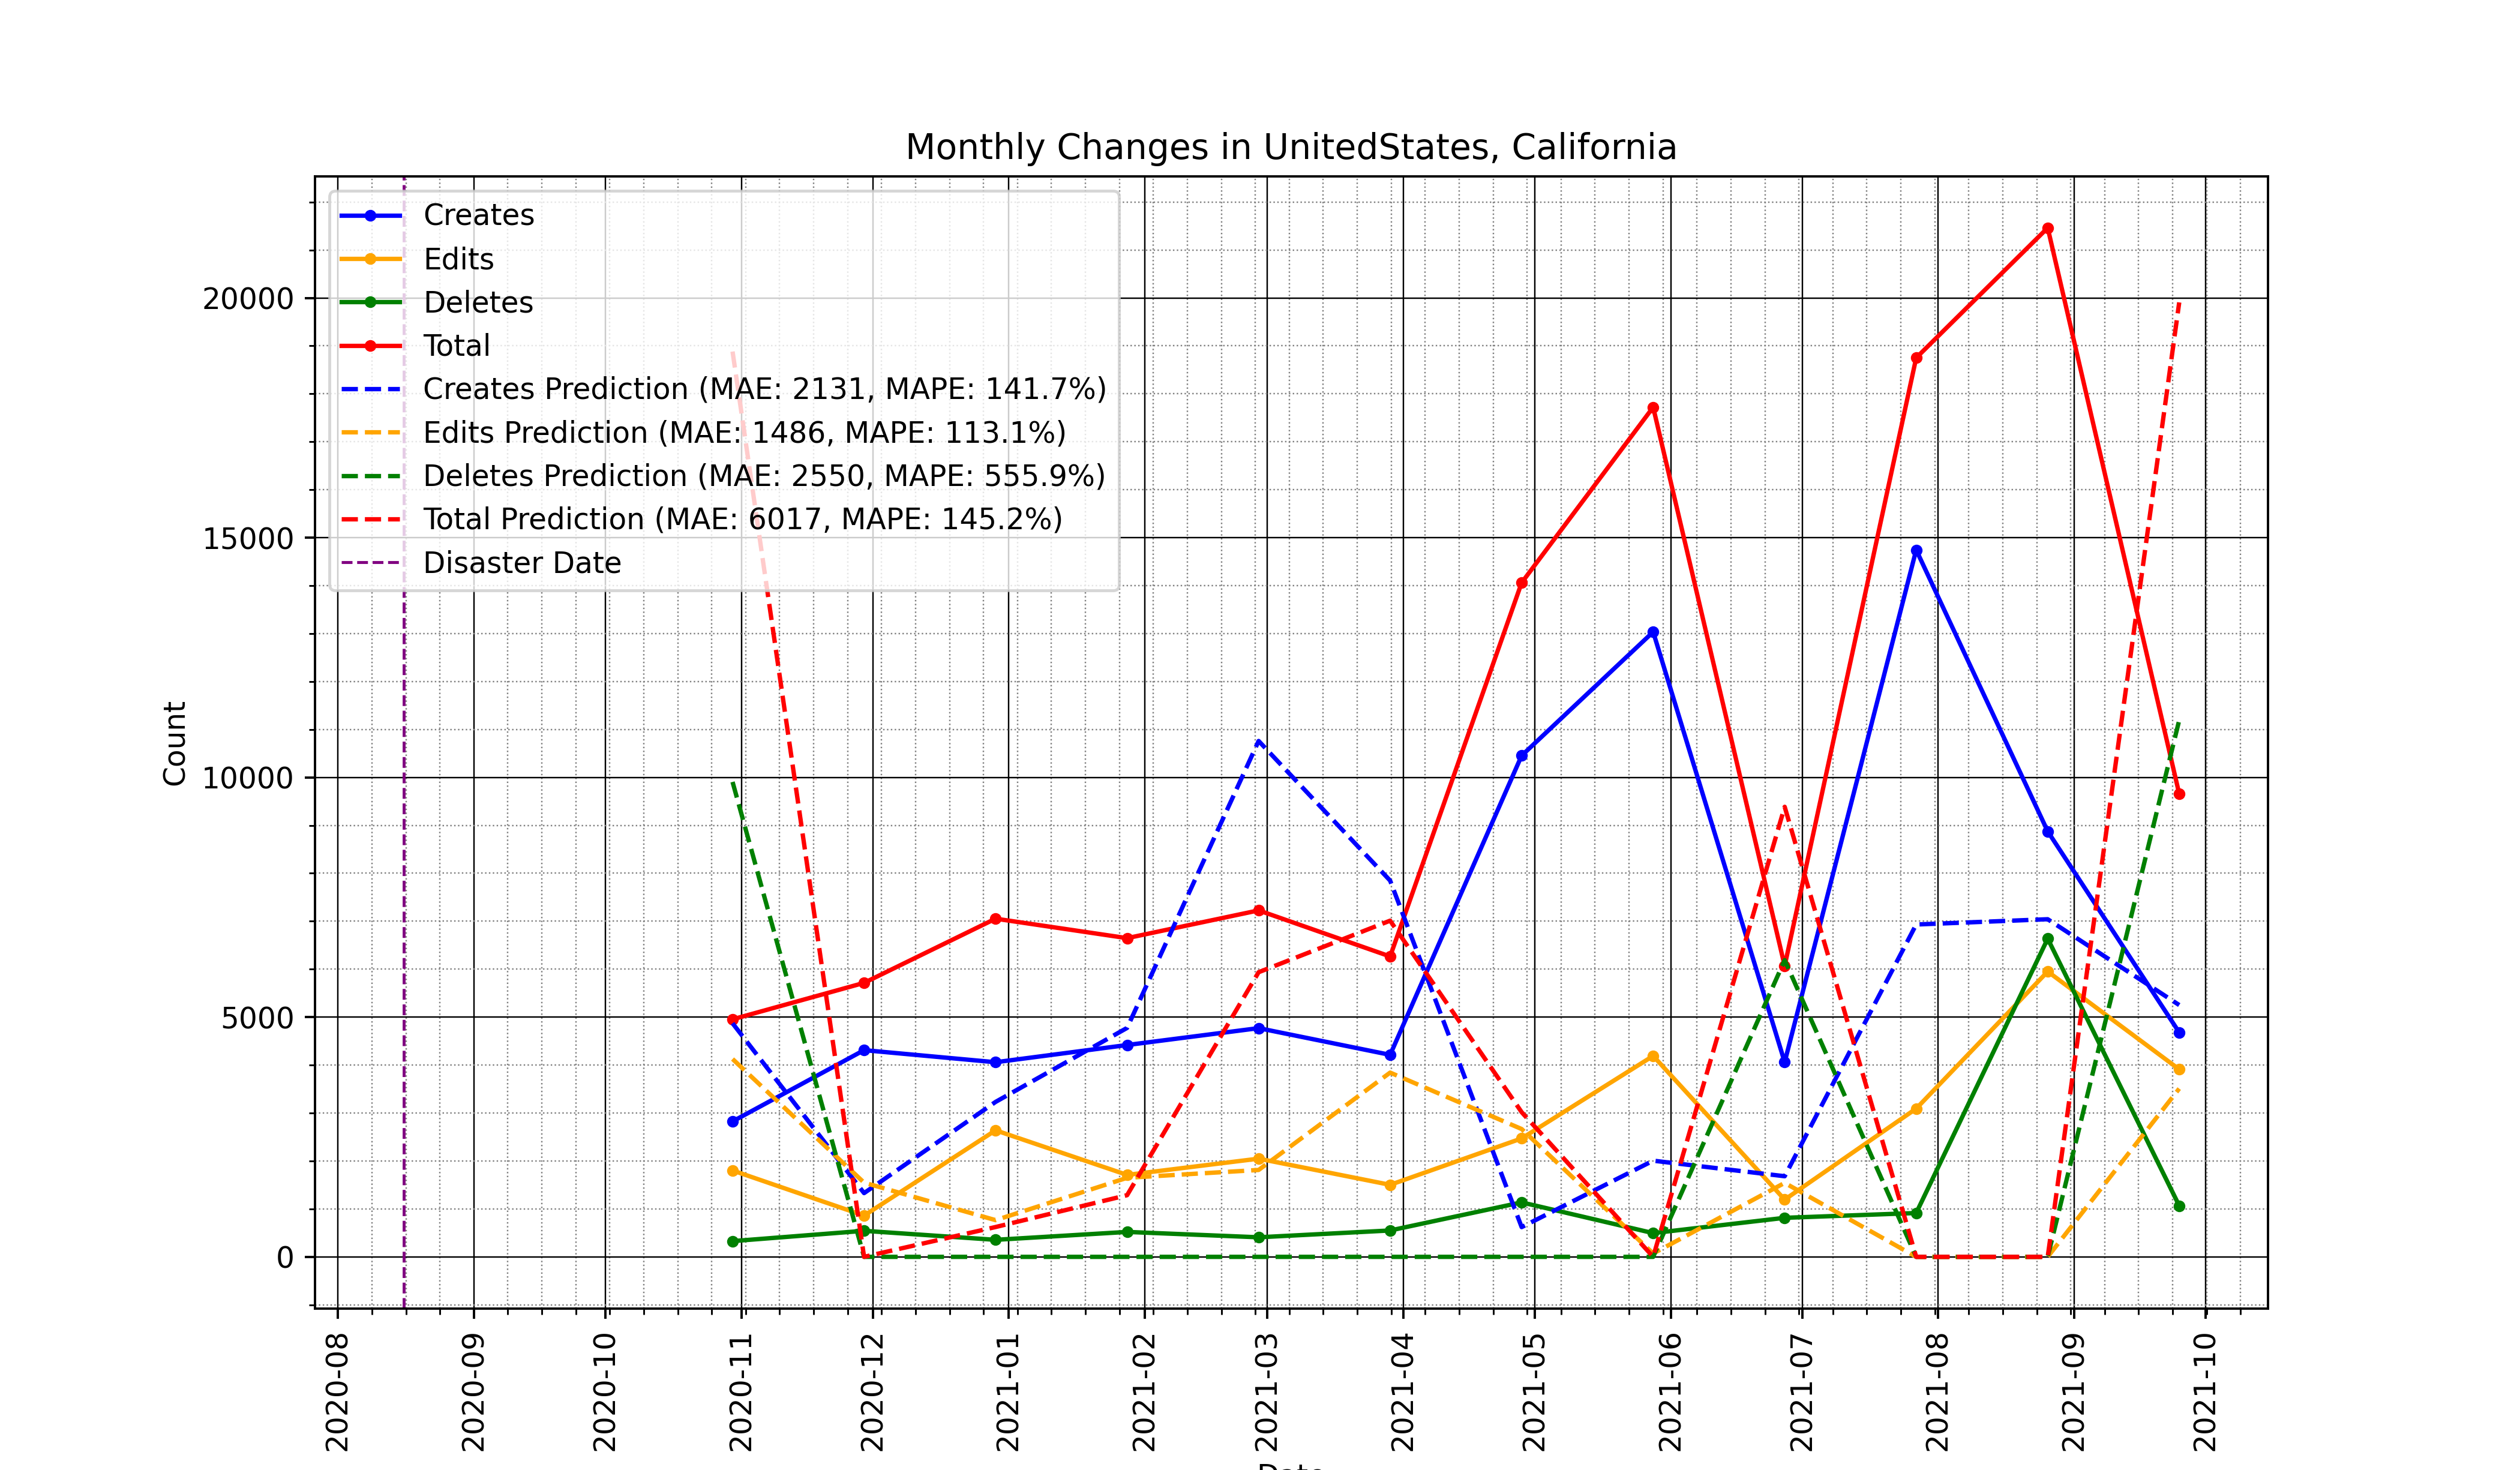 Monthly Changes in UnitedStates, California
Creates
Edits
Deletes
Total
Creates Prediction (MAE: 2131, MAPE: 141.7%)
Edits Prediction (MAE: 1486, MAPE: 113.1%)
Deletes Prediction (MAE: 2550, MAPE: 555.9%)
Total Prediction (MAE: 6017, MAPE: 145.2%)
Disaster Date
Count
20000
15000
10000
5000
0
2020-08
2020-09
2020-10
2020-11
2020-12
2021-01
2021-02
2021-03
2021-04
2021-05
2021-06
2021-07
2021-08
2021-09
2021-10
Date